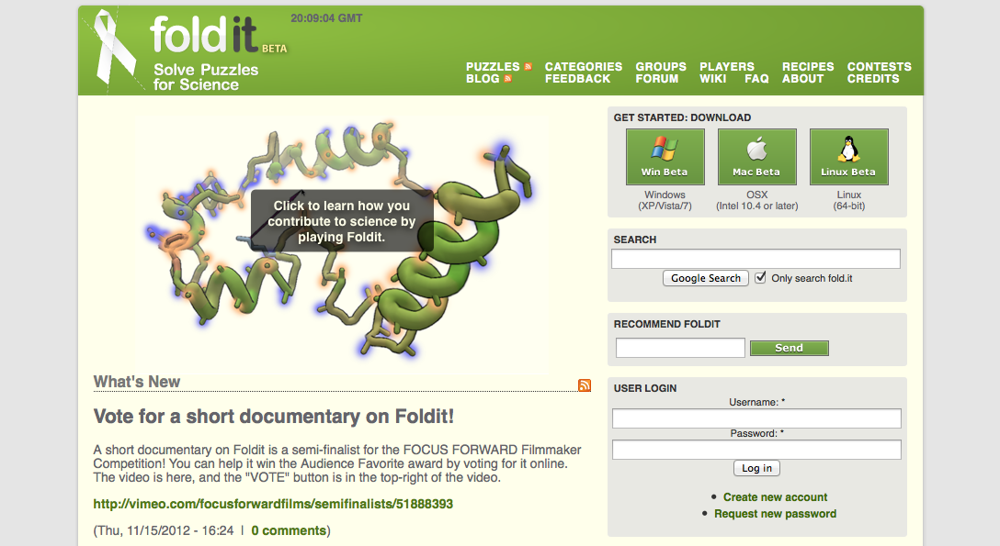 foldit BETA
20:09:04 GMT
Solve Puzzles
for Science
PUZZLES CATEGORIES GROUPS PLAYERS RECIPES CONTESTS
BLOG FEEDBACK FORUM WIKI FAQ ABOUT CREDITS
Click to learn how you
contribute to science by
playing Foldit.
What's New
Vote for a short documentary on Foldit!
A short documentary on Foldit is a semi-finalist for the FOCUS FORWARD Filmmaker
Competition! You can help it win the Audience Favorite award by voting for it online.
The video is here, and the "VOTE" button is in the top-right of the video.
http://vimeo.com/focusforwardfilms/semifinalists/51888393
(Thu, 11/15/2012 - 16:24 | 0 comments)
GET STARTED: DOWNLOAD
Win Beta Mac Beta Linux Beta
Windows OSX Linux
(XP/Vista/7) (Intel 10.4 or later) (64-bit)
SEARCH
Google Search Only search fold.it
RECOMMEND FOLDIT
Send
USER LOGIN
Username: *
Password: *
Log in
Create new account
Request new password